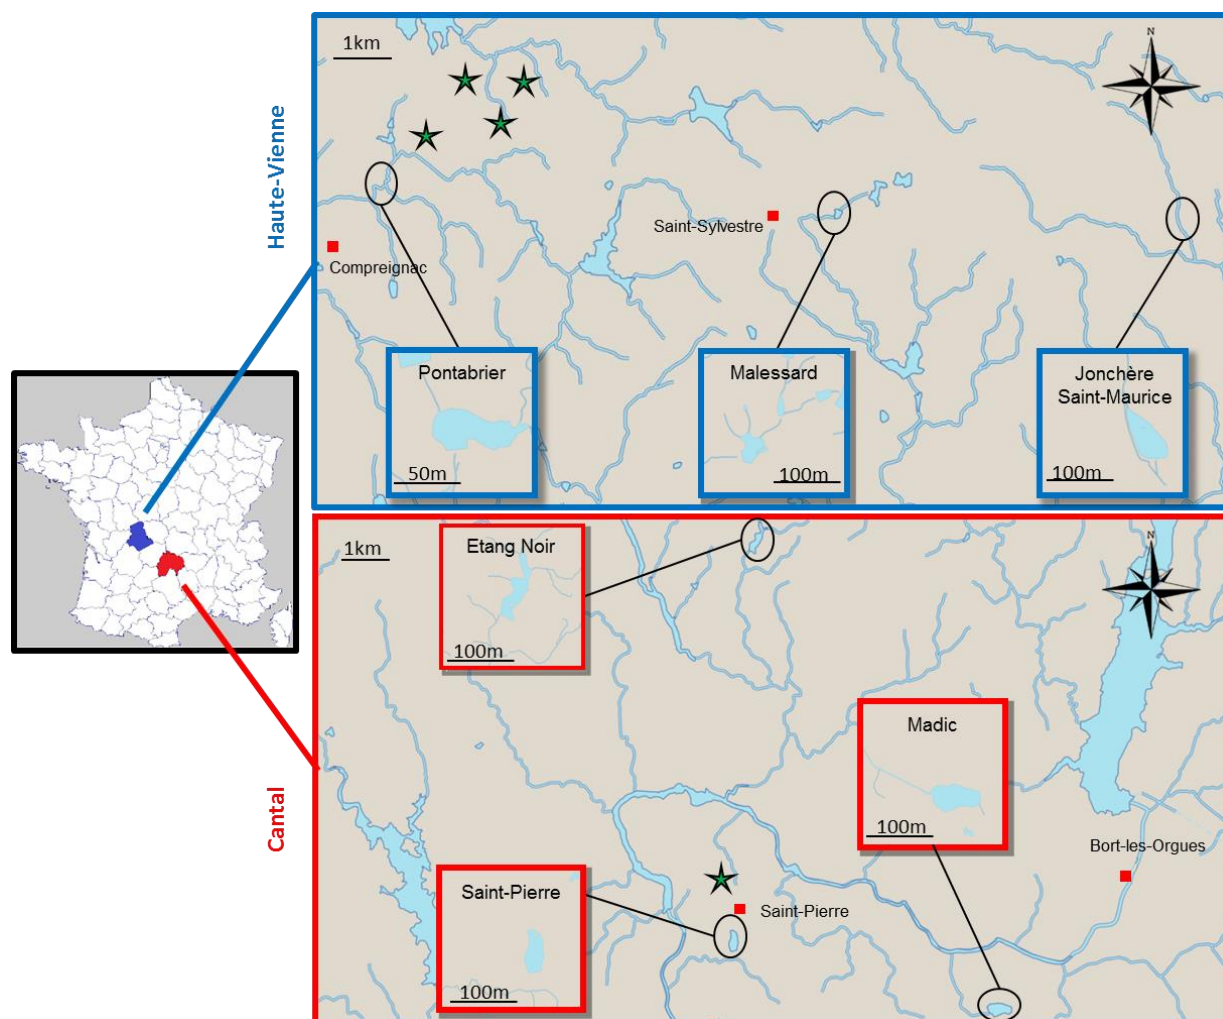 Haute-Vienne
1km
N
Saint-Sylvestre
Compreignac
Pontabrier
50m
Malessard
100m
Jonchère
Saint-Maurice
100m
Cantal
1km
N
Etang Noir
100m
Madic
100m
Bort-les-Orgues
Saint-Pierre
100m
Saint-Pierre